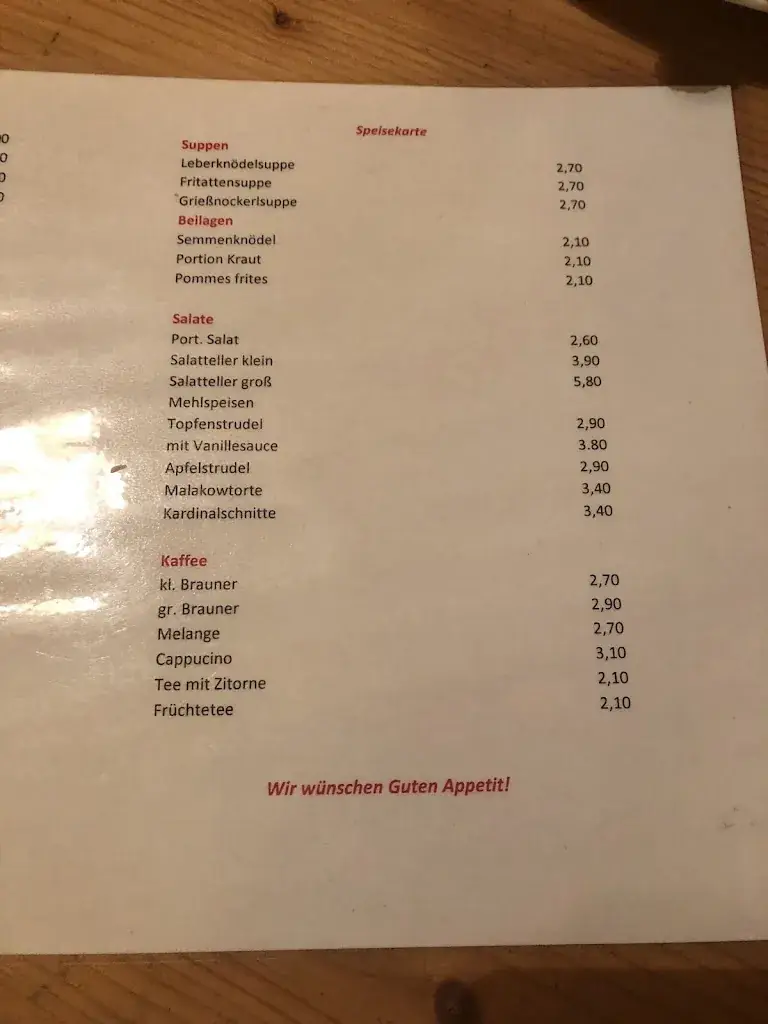 Speisekarte
Suppen
Leberknödelsuppe 2,70
Fritattensuppe 2,70
Grießnockerlsuppe 2,70
Beilagen
Semmenknödel 2,10
Portion Kraut 2,10
Pommes frites 2,10
Salate
Port. Salat 2,60
Salatteller klein 3,90
Salatteller groß 5,80
Mehlspeisen
Topfenstrudel 2,90
mit Vanillesauce 3.80
Apfelstrudel 2,90
Malakowtorte 3,40
Kardinalschnitte 3,40
Kaffee
kl. Brauner 2,70
gr. Brauner 2,90
Melange 2,70
Cappucino 3,10
Tee mit Zitorne 2,10
Früchtetee 2,10
Wir wünschen Guten Appetit!